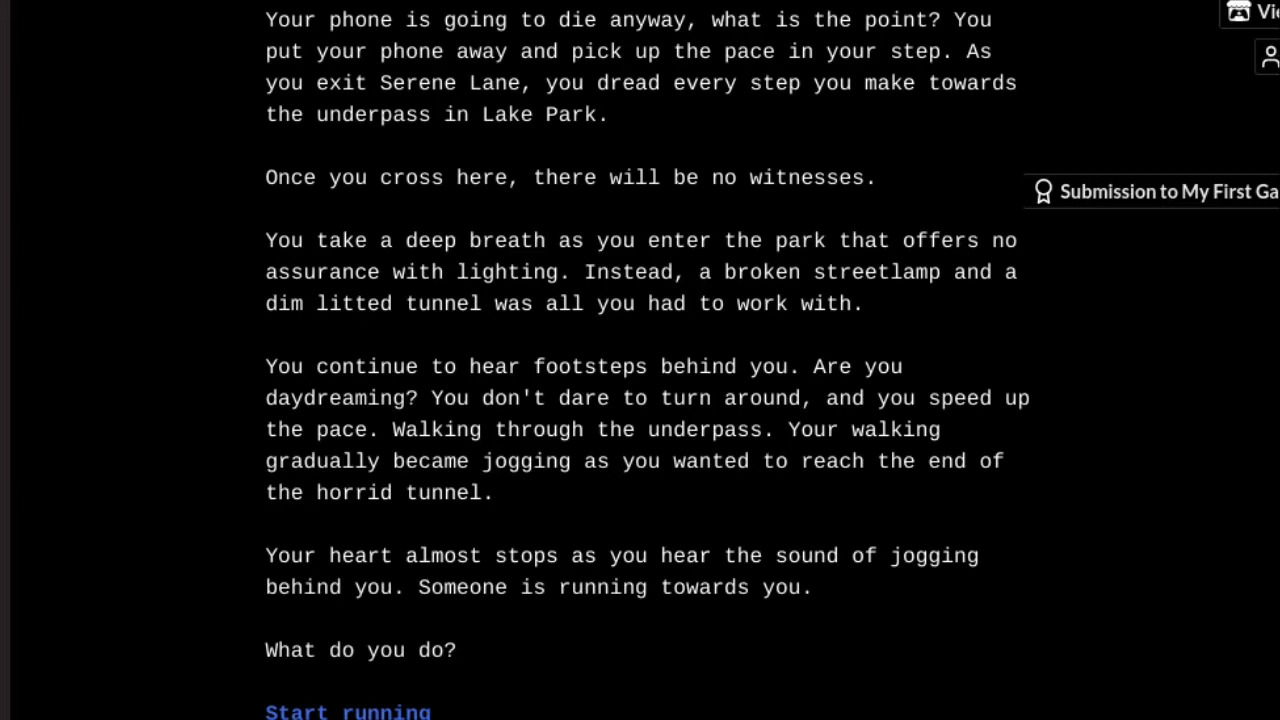 Your phone is going to die anyway, what is the point? You
put your phone away and pick up the pace in your step. As
you exit Serene Lane, you dread every step you make towards
the underpass in Lake Park.
Once you cross here, there will be no witnesses.
You take a deep breath as you enter the park that offers no
assurance with lighting. Instead, a broken streetlamp and a
dim litted tunnel was all you had to work with.
You continue to hear footsteps behind you. Are you
daydreaming? You don't dare to turn around, and you speed up
the pace. Walking through the underpass. Your walking
gradually became jogging as you wanted to reach the end of
the horrid tunnel.
Your heart almost stops as you hear the sound of jogging
behind you. Someone is running towards you.
What do you do?
Start running
Submission to My First Ga